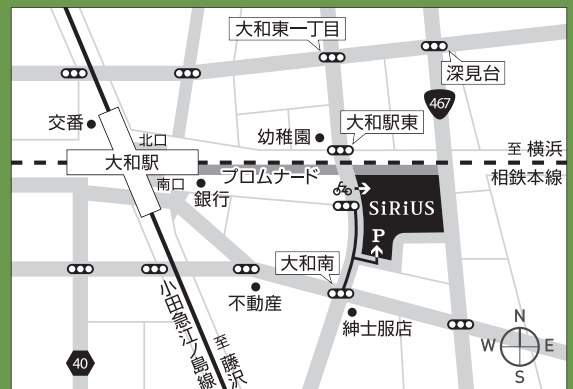 大和東一丁目
深見台
467
交番
北口
幼稚園
大和駅東
至 横浜
大和駅
プロムナード
相鉄本線
南口
銀行
SiRiUS
P
大和南
不動産
紳士服店
小田急江ノ島線
至 藤沢
40
N
W
E
S